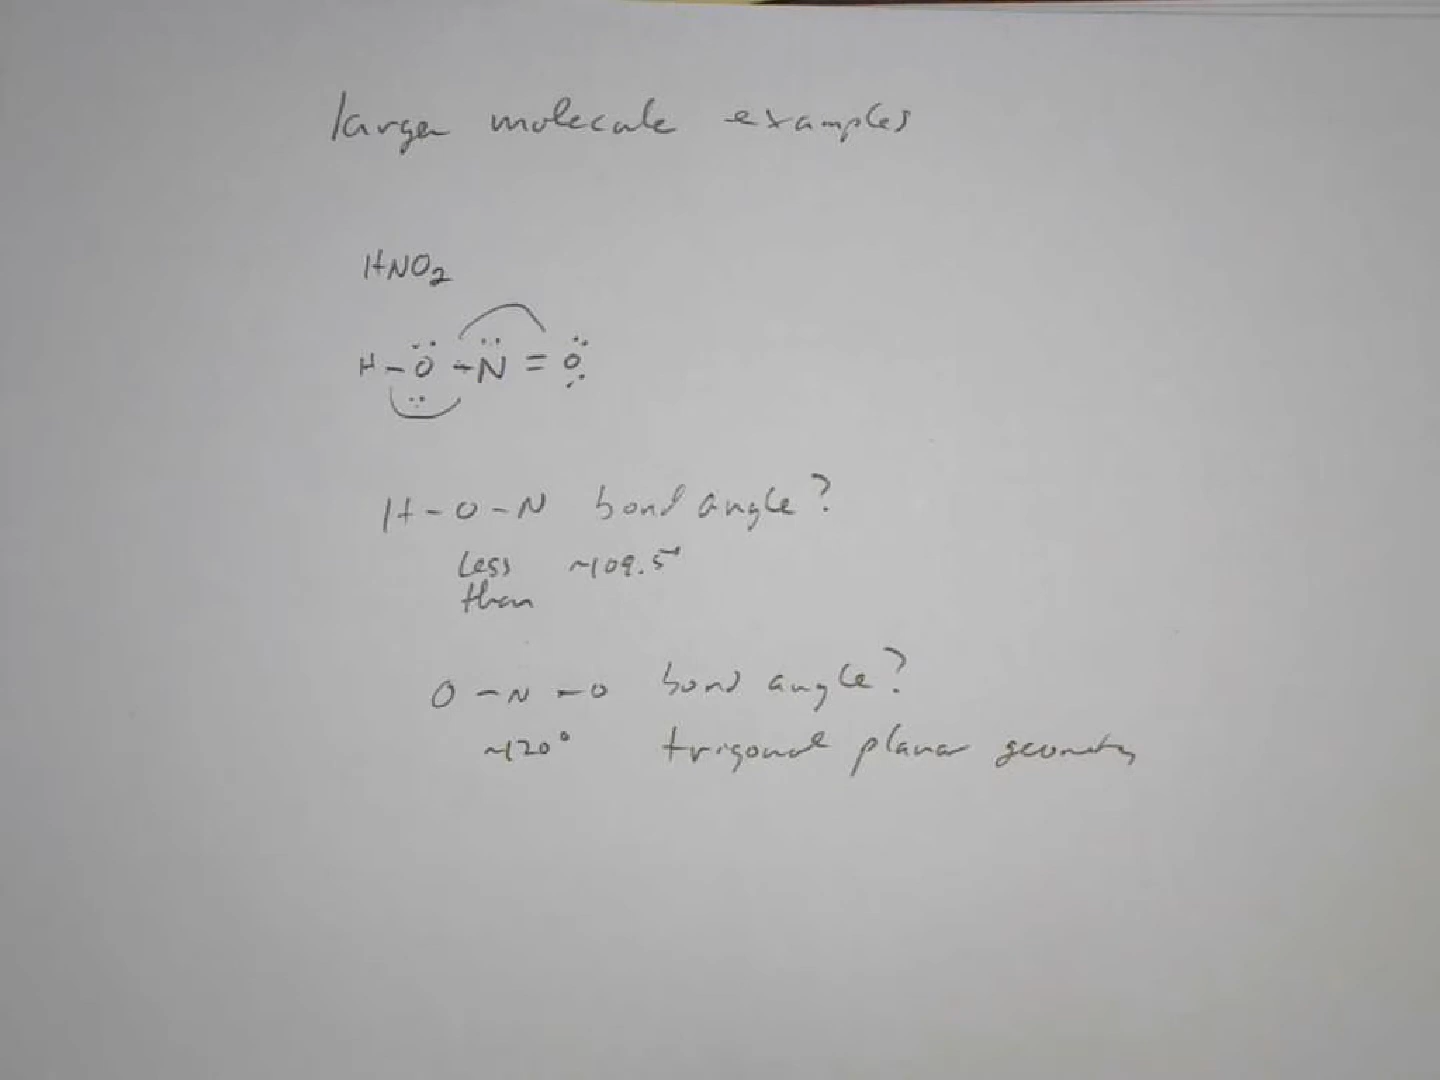 larger molecule examples
HNO2
H - O - N = O
H - O - N bond angle?
Less ~109.5°
than
O - N - O bond angle?
~120° trigonal planar geometry